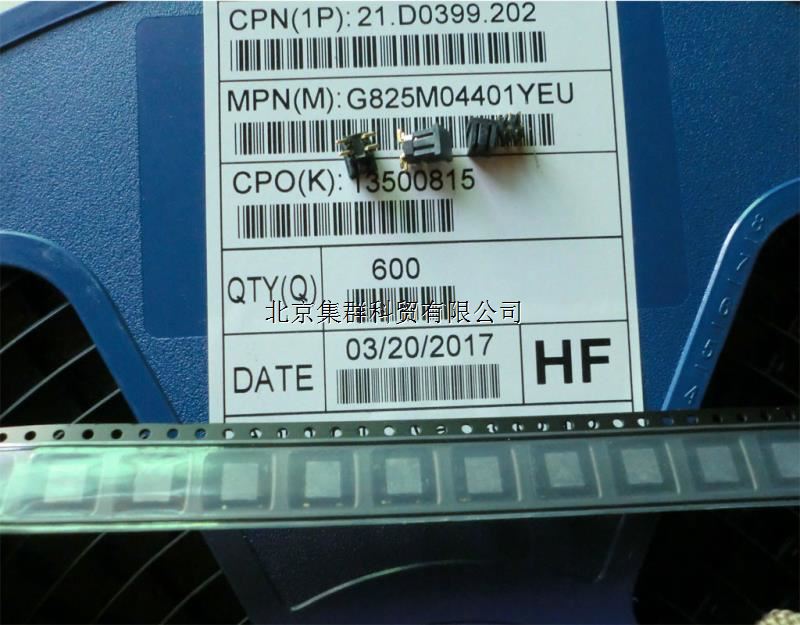 CPN(1P): 21.D0399.202
MPN(M): G825M04401YEU
CPO(K): 13500815
QTY(Q) 600
北京集群科贸有限公司
DATE 03/20/2017 HF